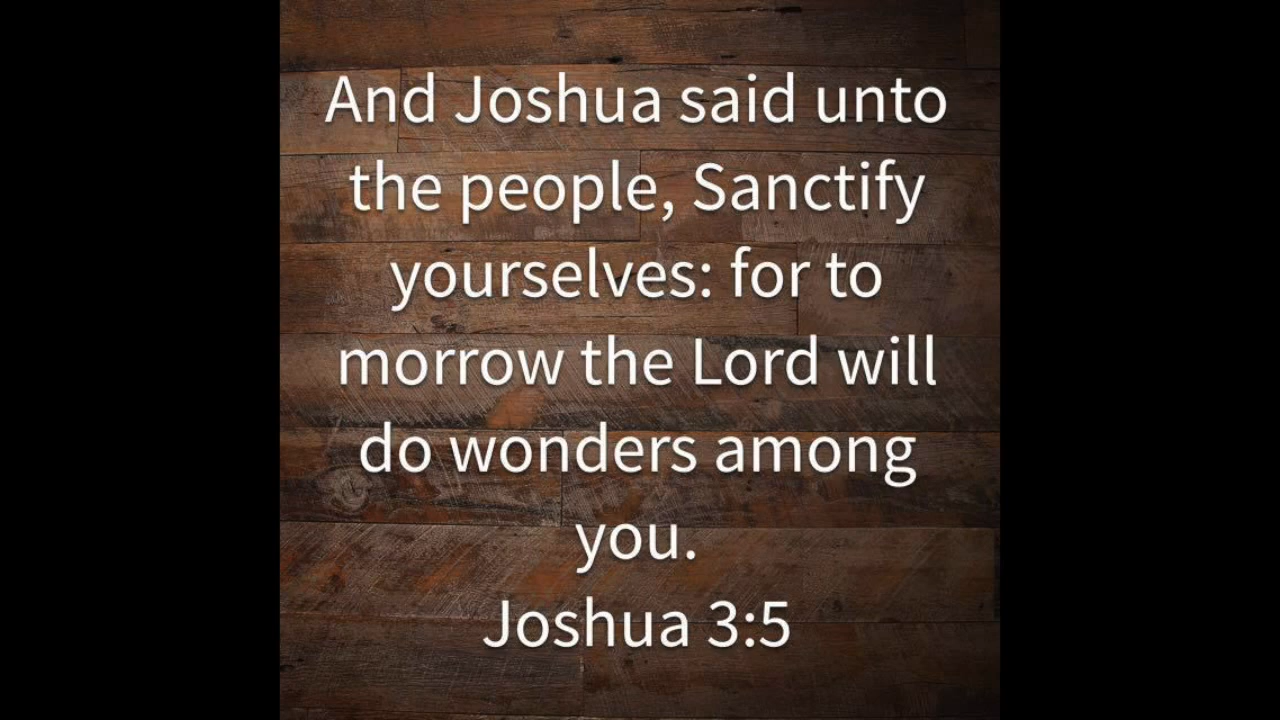 And Joshua said unto
the people, Sanctify
yourselves: for to
morrow the Lord will
do wonders among
you.
Joshua 3:5